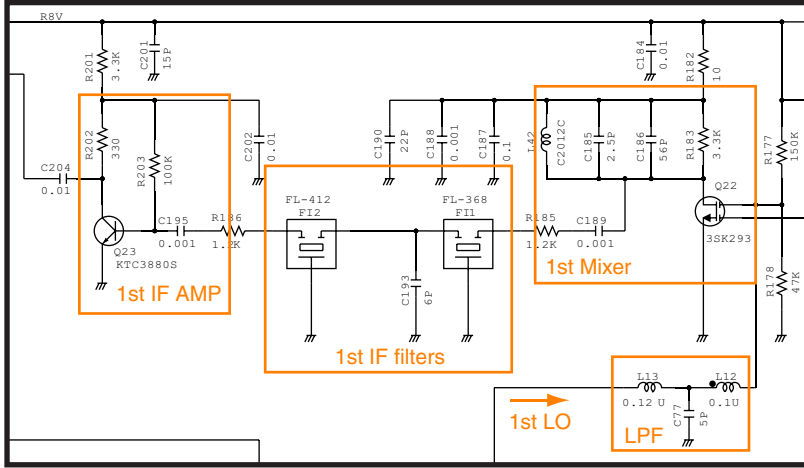 R8V
R201
3.3K
C201
15P
C184
0.01
R182
10
R202
330
R203
100K
C202
0.01
C190
22P
C188
0.001
C187
0.1
L42
C2012C
C185
2.5P
C186
56P
R183
3.3K
R177
150K
C204
0.01
Q22
3SK293
FL-412
FI2
FL-368
FI1
C195
0.001
R186
1.2K
R185
1.2K
C189
0.001
Q23
KTC3880S
C193
6P
R178
47K
1st IF AMP
1st Mixer
1st IF filters
1st LO
L13
0.12 U
L12
0.1U
C77
5P
LPF